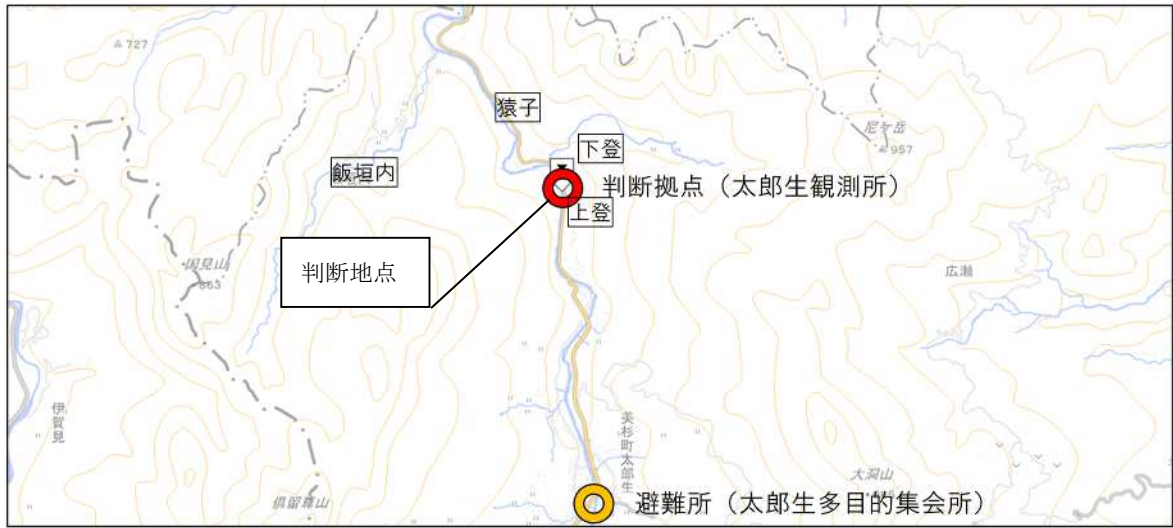 727
猿子
下登
尼ヶ岳
957
飯垣内
判断拠点（太郎生観測所）
上登
判断地点
国見山
広瀬
伊賀見
美杉町太郎生
倶留尊山
大洞山
避難所（太郎生多目的集会所）